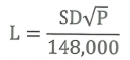 L = SD√P / 148,000